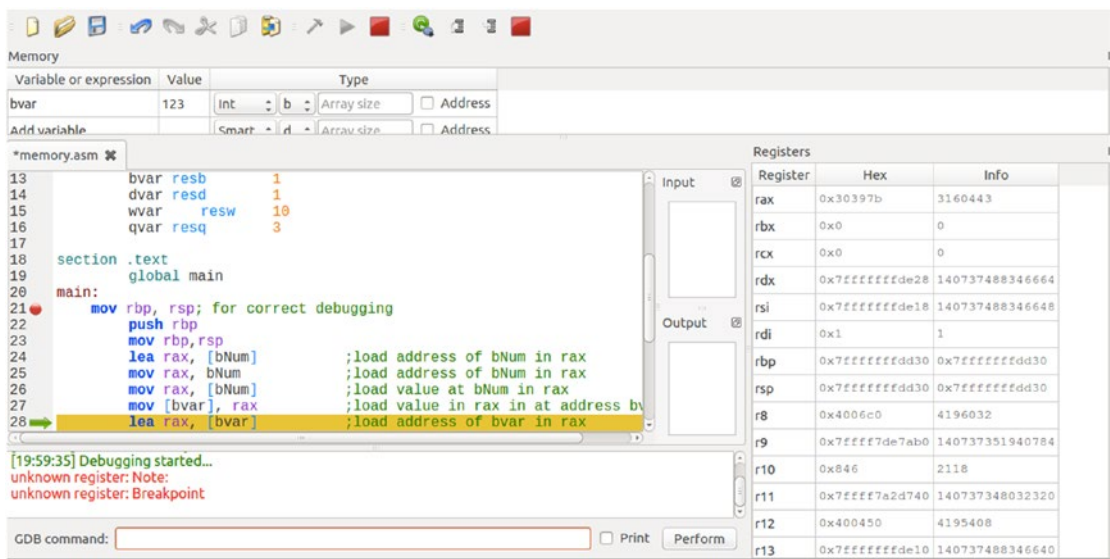 Memory
Variable or expression Value Type
bvar 123 Int b Array size Address
Add variable Smart d Array size Address
*memory.asm
13 bvar resb 1
14 dvar resd 1
15 wvar resw 10
16 qvar resq 3
17
18 section .text
19 global main
20 main:
21 mov rbp, rsp; for correct debugging
22 push rbp
23 mov rbp,rsp
24 lea rax, [bNum] ;load address of bNum in rax
25 mov rax, bNum ;load address of bNum in rax
26 mov rax, [bNum] ;load value at bNum in rax
27 mov [bvar], rax ;load value in rax in at address bv
28 lea rax, [bvar] ;load address of bvar in rax
Input
Output
[19:59:35] Debugging started...
unknown register: Note:
unknown register: Breakpoint
GDB command: Print Perform
Registers
Register Hex Info
rax 0x30397b 3160443
rbx 0x0 0
rcx 0x0 0
rdx 0x7fffffffde28 140737488346664
rsi 0x7fffffffde18 140737488346648
rdi 0x1 1
rbp 0x7fffffffdd30 0x7fffffffdd30
rsp 0x7fffffffdd30 0x7fffffffdd30
r8 0x4006c0 4196032
r9 0x7ffff7de7ab0 140737351940784
r10 0x846 2118
r11 0x7ffff7a2d740 140737348032320
r12 0x400450 4195408
r13 0x7fffffffde10 140737488346640